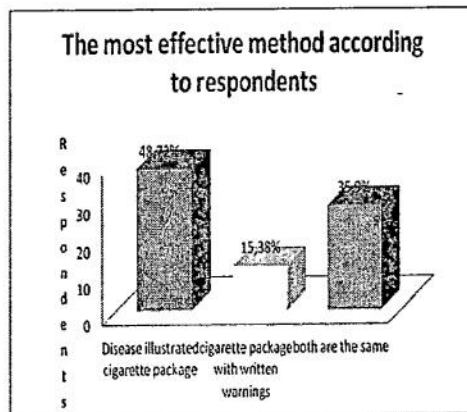 The most effective method according
to respondents
48,72%
15,38%
35,9%
R
e
s
p
o
n
d
e
n
t
s
40
30
20
10
0
Disease illustrated cigarette package both are the same
cigarette package with written
warnings